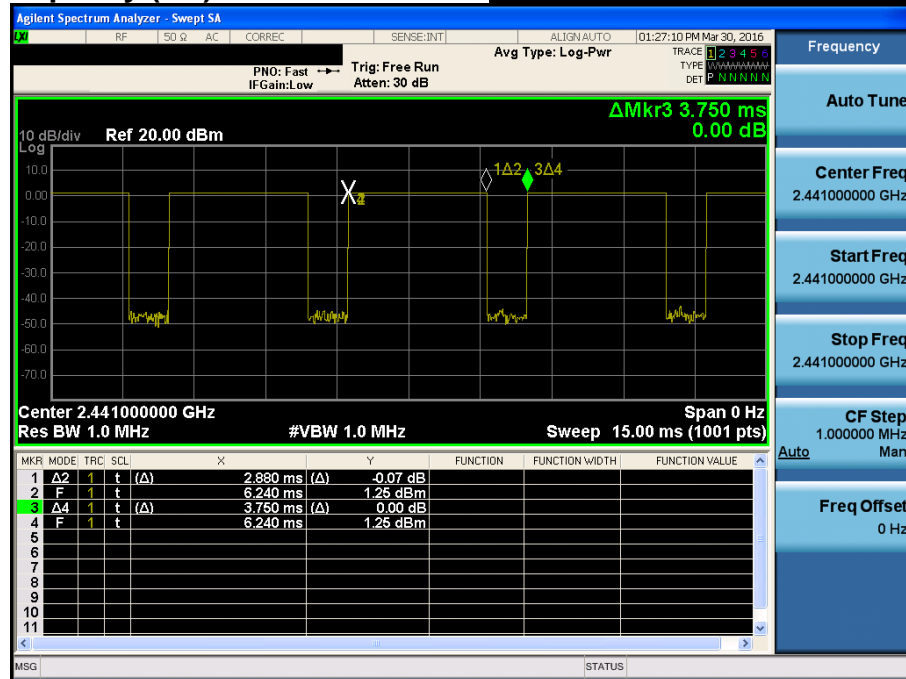 Agilent Spectrum Analyzer - Swept SA
LXI RF 50 Ω AC CORREC SENSE:INT ALIGN AUTO 01:27:10 PM Mar 30, 2016
Avg Type: Log-Pwr TRACE 1 2 3 4 5 6
PNO: Fast Trig: Free Run TYPE WWWWWW
IFGain:Low Atten: 30 dB DET P N N N N N
ΔMkr3 3.750 ms
0.00 dB
10 dB/div Ref 20.00 dBm
Log
10.0
0.00
-10.0
-20.0
-30.0
-40.0
-50.0
-60.0
-70.0
1Δ2 3Δ4
X
Center 2.441000000 GHz Span 0 Hz
Res BW 1.0 MHz #VBW 1.0 MHz Sweep 15.00 ms (1001 pts)
MKR MODE TRC SCL X Y FUNCTION FUNCTION WIDTH FUNCTION VALUE
1 Δ2 1 t (Δ) 2.880 ms (Δ) -0.07 dB
2 F 1 t 6.240 ms 1.25 dBm
3 Δ4 1 t (Δ) 3.750 ms (Δ) 0.00 dB
4 F 1 t 6.240 ms 1.25 dBm
5
6
7
8
9
10
11
MSG STATUS
Frequency
Auto Tune
Center Freq
2.441000000 GHz
Start Freq
2.441000000 GHz
Stop Freq
2.441000000 GHz
CF Step
1.000000 MHz
Auto Man
Freq Offset
0 Hz